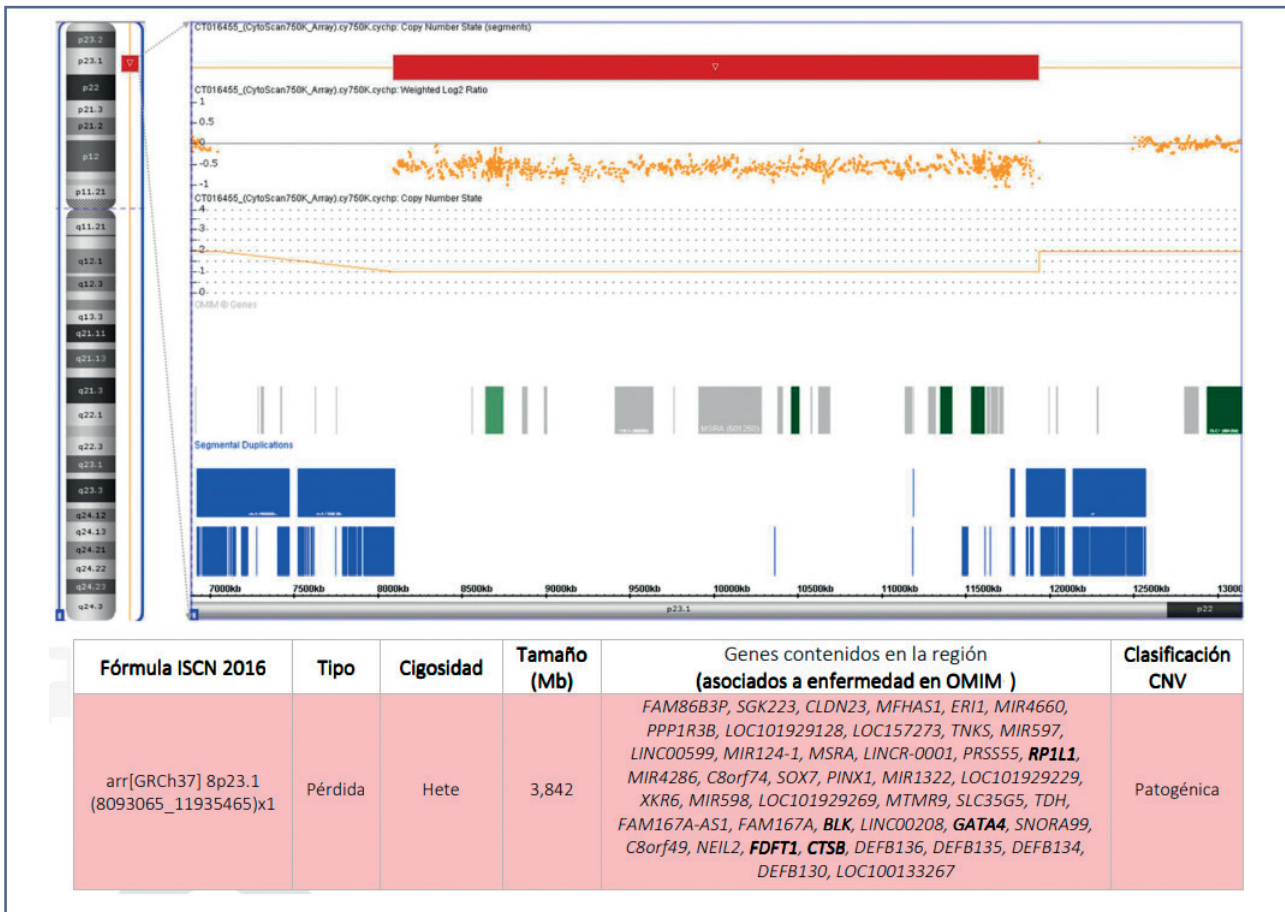 CT016455_(CytoScan750K_Array).cy750K.cychp: Copy Number State (segments)
CT016455_(CytoScan750K_Array).cy750K.cychp: Weighted Log2 Ratio
1
0.5
0
-0.5
-1
CT016455_(CytoScan750K_Array).cy750K.cychp: Copy Number State
4
3
2
1
0
OMIM ® Genes
MSRA (601250)
Segmental Duplications
7000kb 7500kb 8000kb 8500kb 9000kb 9500kb 10000kb 10500kb 11000kb 11500kb 12000kb 12500kb 13000
p23.1 p22
p23.2
p23.1
p22
p21.3
p21.2
p12
p11.21
q11.21
q12.1
q12.3
q13.3
q21.11
q21.13
q21.3
q22.1
q22.3
q23.1
q23.3
q24.12
q24.13
q24.21
q24.22
q24.23
q24.3
Fórmula ISCN 2016
Tipo
Cigosidad
Tamaño
(Mb)
Genes contenidos en la región
(asociados a enfermedad en OMIM )
Clasificación
CNV
arr[GRCh37] 8p23.1
(8093065_11935465)x1
Pérdida
Hete
3,842
FAM86B3P, SGK223, CLDN23, MFHAS1, ERI1, MIR4660,
PPP1R3B, LOC101929128, LOC157273, TNKS, MIR597,
LINC00599, MIR124-1, MSRA, LINCR-0001, PRSS55, RP1L1,
MIR4286, C8orf74, SOX7, PINX1, MIR1322, LOC101929229,
XKR6, MIR598, LOC101929269, MTMR9, SLC35G5, TDH,
FAM167A-AS1, FAM167A, BLK, LINC00208, GATA4, SNORA99,
C8orf49, NEIL2, FDFT1, CTSB, DEFB136, DEFB135, DEFB134,
DEFB130, LOC100133267
Patogénica